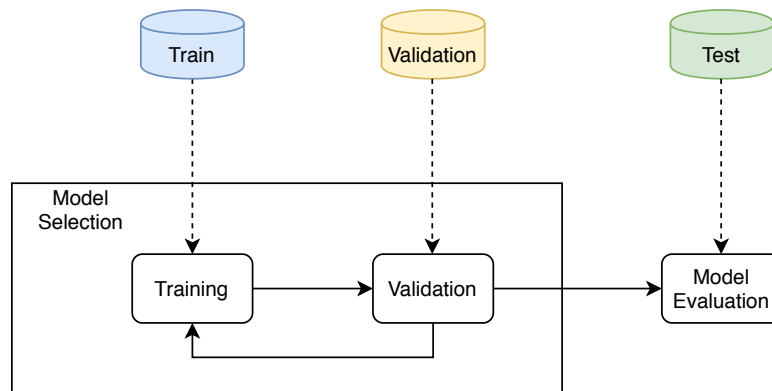 Train
Validation
Test
Model
Selection
Training
Validation
Model
Evaluation